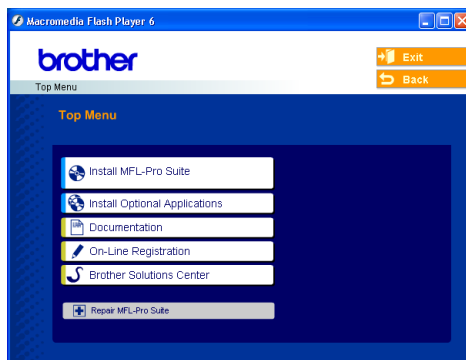 Macromedia Flash Player 6
brother
Exit
Back
Top Menu
Top Menu
Install MFL-Pro Suite
Install Optional Applications
Documentation
On-Line Registration
Brother Solutions Center
Repair MFL-Pro Suite